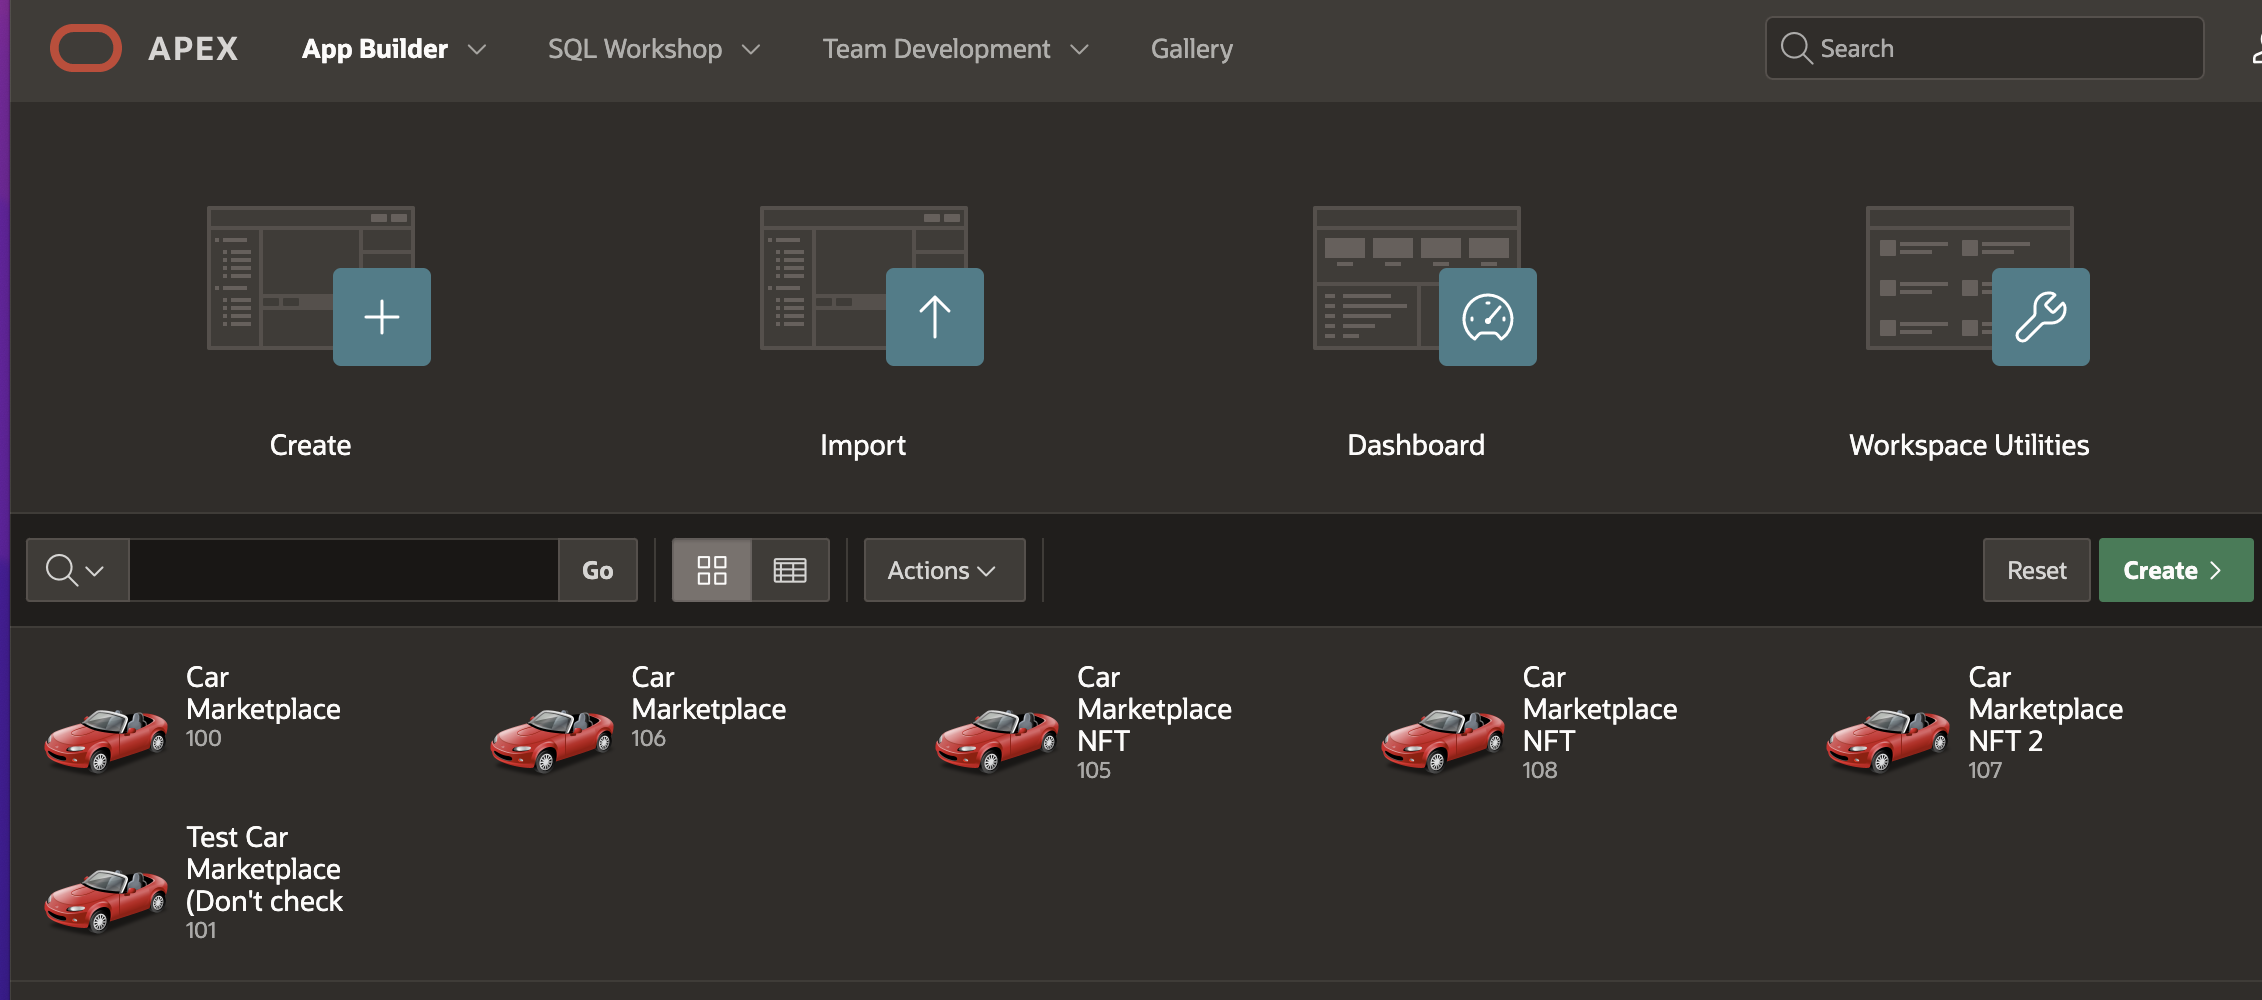 APEX App Builder SQL Workshop Team Development Gallery Search
Create Import Dashboard Workspace Utilities
Go Actions Reset Create
Car
Marketplace
100
Car
Marketplace
106
Car
Marketplace
NFT
105
Car
Marketplace
NFT
108
Car
Marketplace
NFT 2
107
Test Car
Marketplace
(Don't check
101